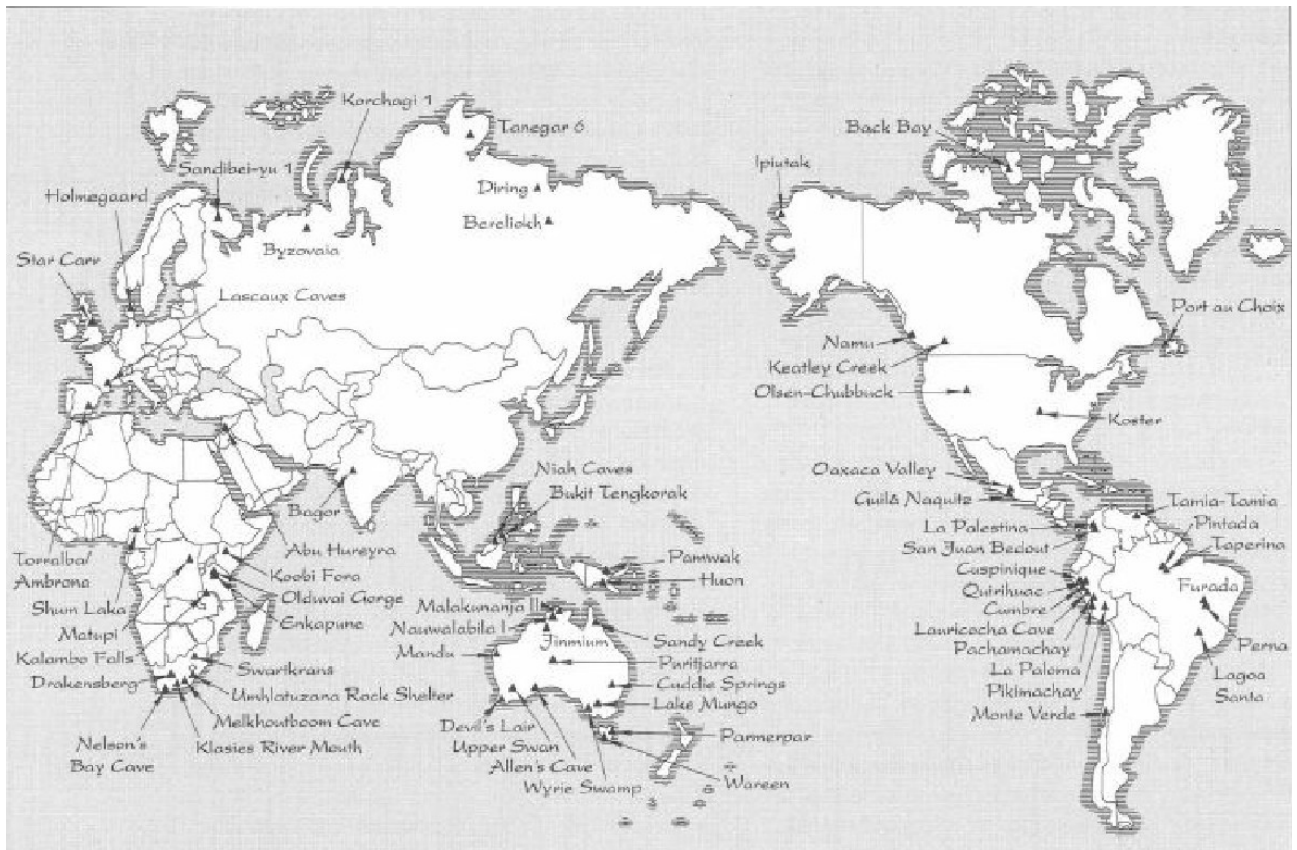 Korchagi 1
Tanegar 6
Back Bay
Ipiutak
Sandibei-yu 1
Holmegaard
Diring
Bereliokh
Byzovaia
Star Carr
Lascaux Caves
Port au Choix
Namu
Keatley Creek
Olsen-Chubbuck
Koster
Niah Caves
Bukit Tengkorak
Oaxaca Valley
Guilá Naquitz
Bagor
Abu Hureyra
Tamia-Tamia
La Palestina
Pintada
San Juan Bedout
Taperina
Torralba/
Ambrona
Koobi Fora
Pamwak
Huon
Cuspinique
Quirihuac
Furada
Shum Laka
Olduwai Gorge
Enkapune
Malakunanja II
Cumbre
Matupi
Nauwalabila I
Jinmium
Sandy Creek
Lauricocha Cave
Pachamachay
Perna
Kalambo Falls
Mandu
Puritjarra
La Paloma
Swartkrans
Drakensberg
Umhlatuzana Rock Shelter
Cuddie Springs
Lake Mungo
Pikimachay
Lagoa
Santa
Monte Verde
Melkhoutboom Cave
Devil's Lair
Upper Swan
Parmerpar
Nelson's
Bay Cave
Klasies River Mouth
Allen's Cave
Wyrie Swamp
Wareen